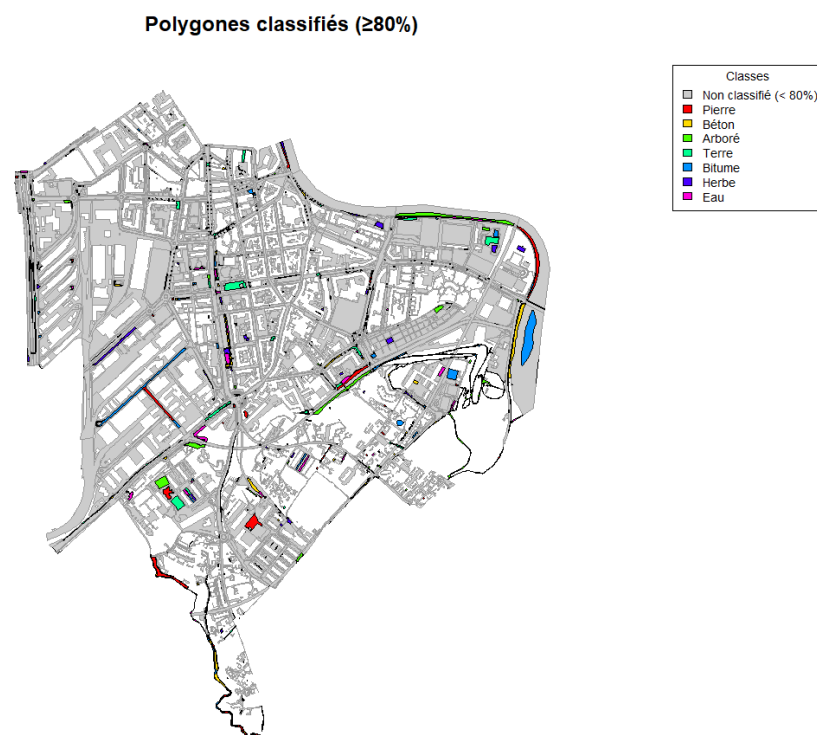 Polygones classifiés (≥80%)
Classes
Non classifié (< 80%)
Pierre
Béton
Arboré
Terre
Bitume
Herbe
Eau